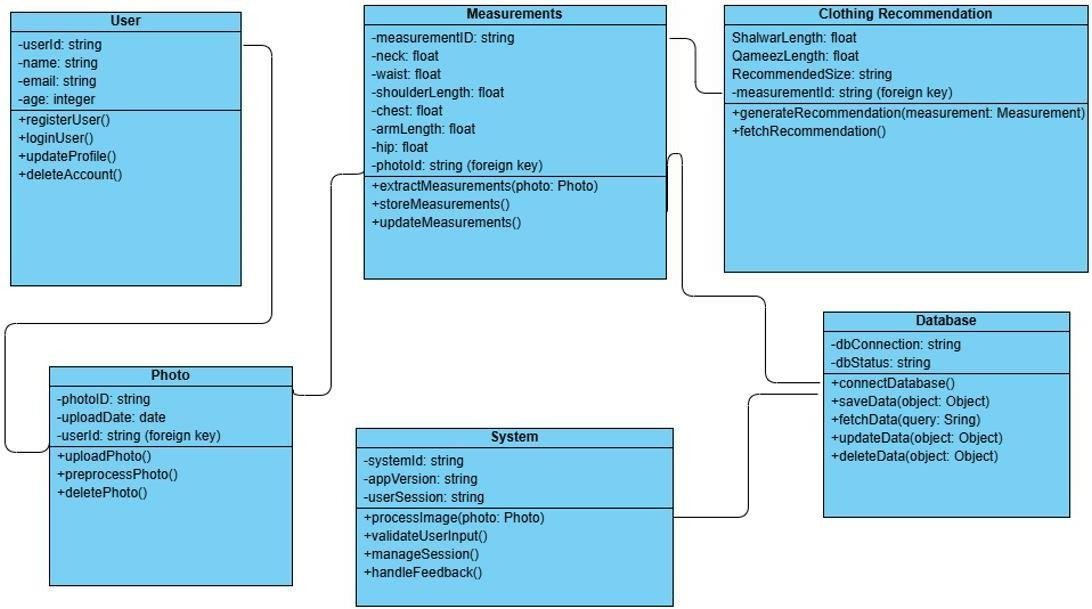 User
-userId: string
-name: string
-email: string
-age: integer
+registerUser()
+loginUser()
+updateProfile()
+deleteAccount()
Measurements
-measurementID: string
-neck: float
-waist: float
-shoulderLength: float
-chest: float
-armLength: float
-hip: float
-photoId: string (foreign key)
+extractMeasurements(photo: Photo)
+storeMeasurements()
+updateMeasurements()
Clothing Recommendation
ShalwarLength: float
QameezLength: float
RecommendedSize: string
-measurementId: string (foreign key)
+generateRecommendation(measurement: Measurement)
+fetchRecommendation()
Photo
-photoID: string
-uploadDate: date
-userId: string (foreign key)
+uploadPhoto()
+preprocessPhoto()
+deletePhoto()
System
-systemId: string
-appVersion: string
-userSession: string
+processImage(photo: Photo)
+validateUserInput()
+manageSession()
+handleFeedback()
Database
-dbConnection: string
-dbStatus: string
+connectDatabase()
+saveData(object: Object)
+fetchData(query: Sring)
+updateData(object: Object)
+deleteData(object: Object)